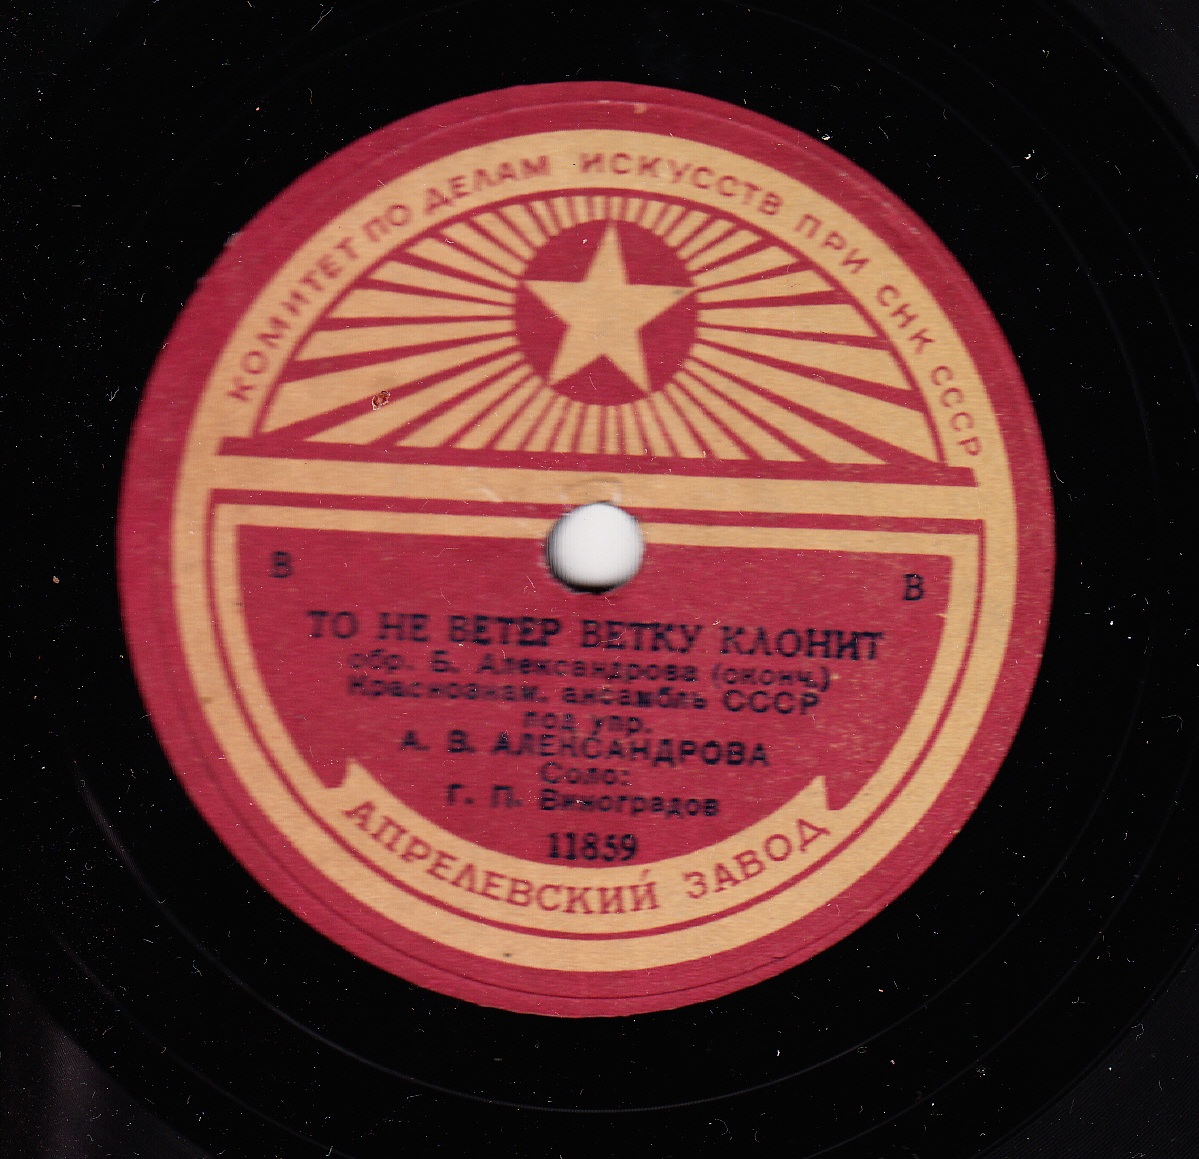 КОМИТЕТ ПО ДЕЛАМ ИСКУССТВ ПРИ СНК СССР
В В
ТО НЕ ВЕТЕР ВЕТКУ КЛОНИТ
обр. Б. Александрова (оконч.)
Краснознам. ансамбль СССР
под упр.
А. В. АЛЕКСАНДРОВА
Соло:
Г. П. Виноградов
11859
АПРЕЛЕВСКИЙ ЗАВОД